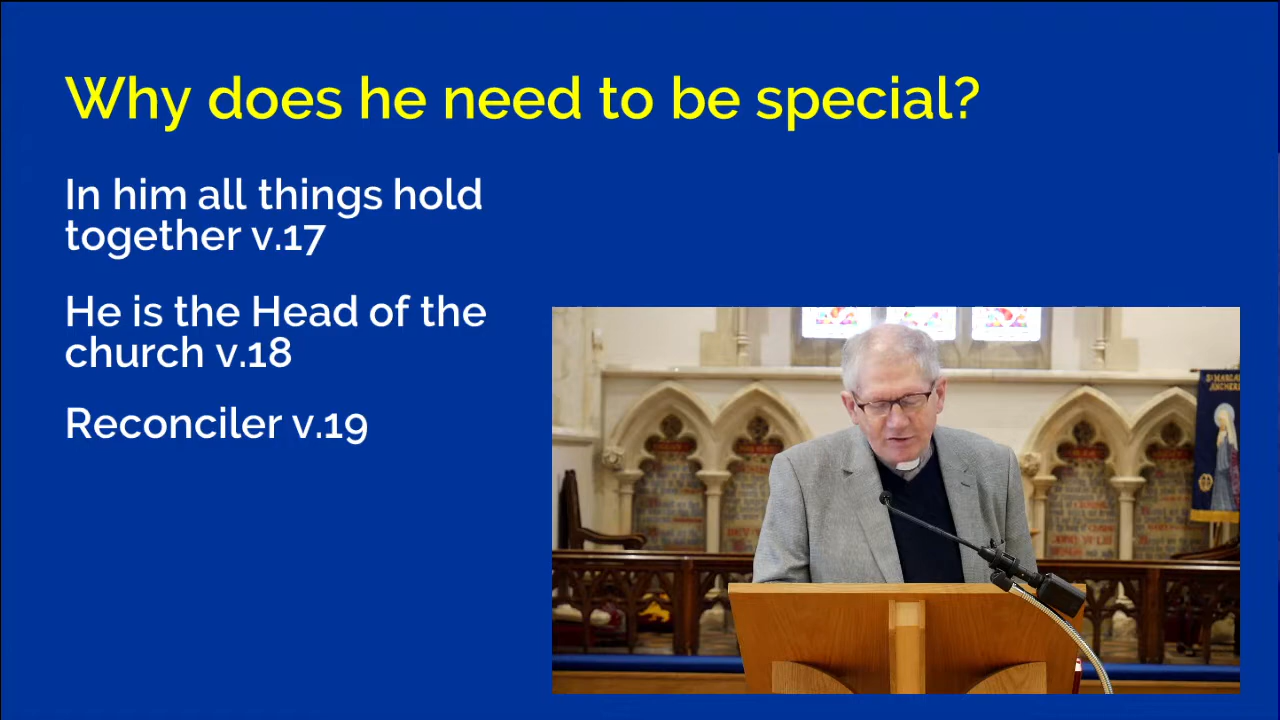 Why does he need to be special?
In him all things hold
together v.17
He is the Head of the
church v.18
Reconciler v.19